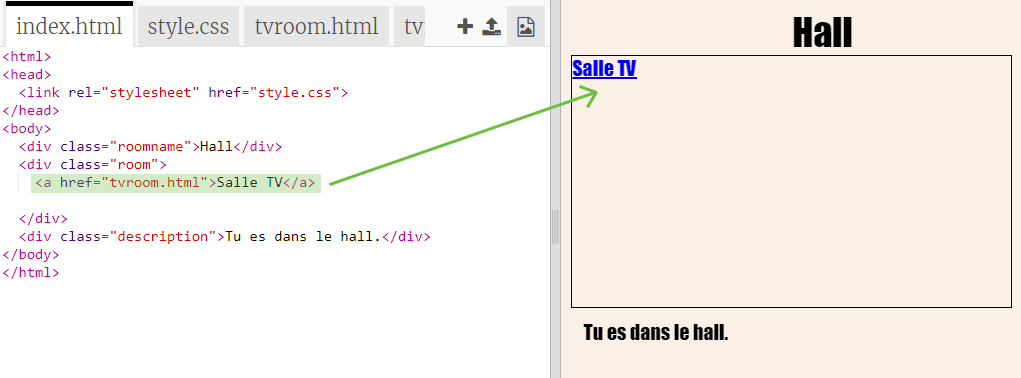 index.html style.css tvroom.html tv
<html>
<head>
<link rel="stylesheet" href="style.css">
</head>
<body>
<div class="roomname">Hall</div>
<div class="room">
<a href="tvroom.html">Salle TV</a>
</div>
<div class="description">Tu es dans le hall.</div>
</body>
</html>
Hall
Salle TV
Tu es dans le hall.